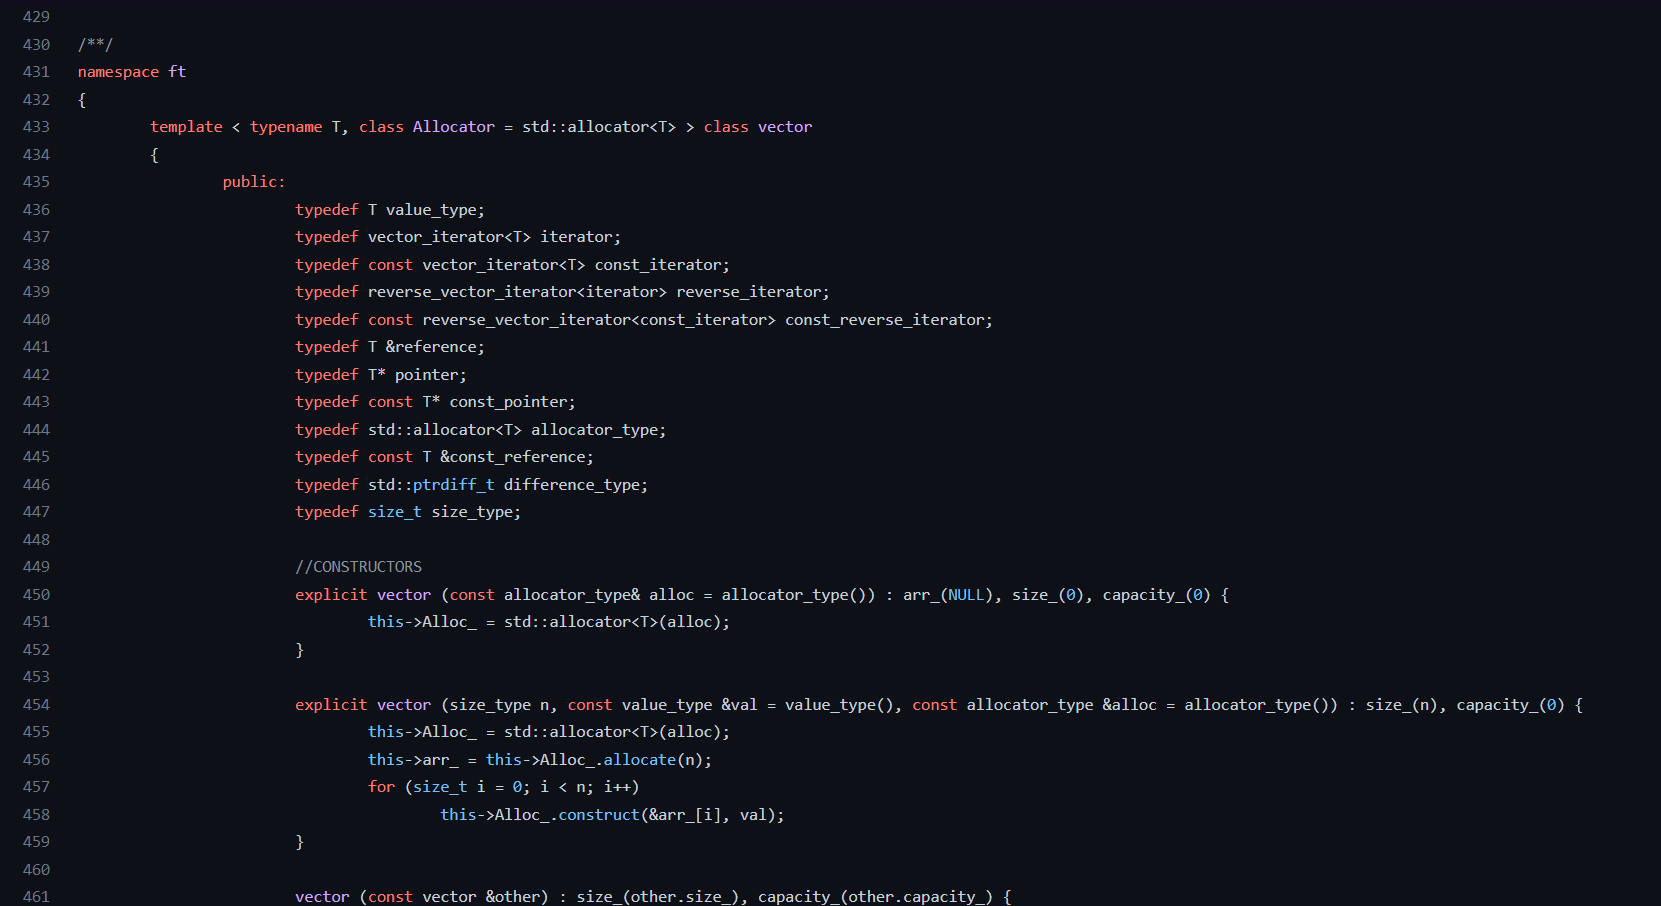 429
430 /**/
431 namespace ft
432 {
433 template < typename T, class Allocator = std::allocator<T> > class vector
434 {
435 public:
436 typedef T value_type;
437 typedef vector_iterator<T> iterator;
438 typedef const vector_iterator<T> const_iterator;
439 typedef reverse_vector_iterator<iterator> reverse_iterator;
440 typedef const reverse_vector_iterator<const_iterator> const_reverse_iterator;
441 typedef T &reference;
442 typedef T* pointer;
443 typedef const T* const_pointer;
444 typedef std::allocator<T> allocator_type;
445 typedef const T &const_reference;
446 typedef std::ptrdiff_t difference_type;
447 typedef size_t size_type;
448
449 //CONSTRUCTORS
450 explicit vector (const allocator_type& alloc = allocator_type()) : arr_(NULL), size_(0), capacity_(0) {
451 this->Alloc_ = std::allocator<T>(alloc);
452 }
453
454 explicit vector (size_type n, const value_type &val = value_type(), const allocator_type &alloc = allocator_type()) : size_(n), capacity_(0) {
455 this->Alloc_ = std::allocator<T>(alloc);
456 this->arr_ = this->Alloc_.allocate(n);
457 for (size_t i = 0; i < n; i++)
458 this->Alloc_.construct(&arr_[i], val);
459 }
460
461 vector (const vector &other) : size_(other.size_), capacity_(other.capacity_) {